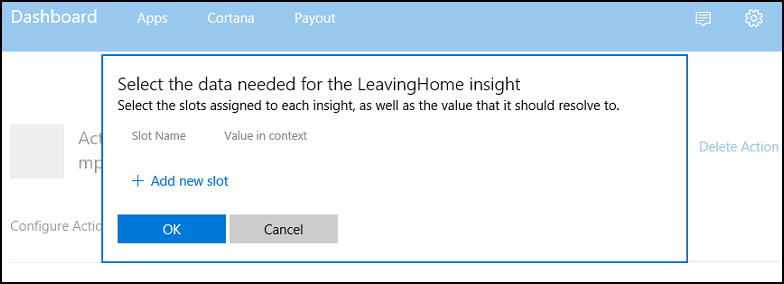 Dashboard Apps Cortana Payout
Select the data needed for the LeavingHome insight
Select the slots assigned to each insight, as well as the value that it should resolve to.
Slot Name Value in context
Act
mp
Delete Action
+ Add new slot
Configure Actio
OK Cancel